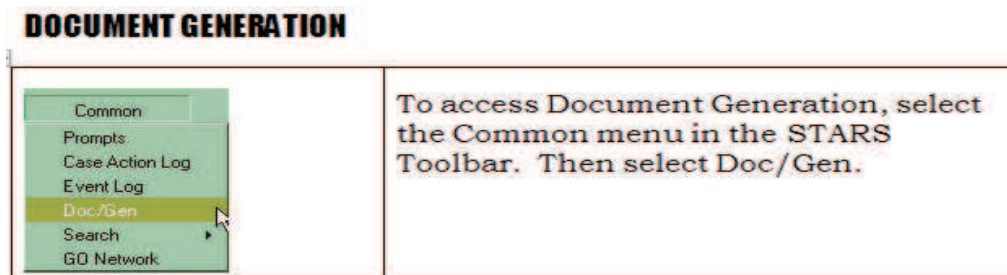 DOCUMENT GENERATION
Common
Prompts
Case Action Log
Event Log
Doc/Gen
Search
GO Network
To access Document Generation, select
the Common menu in the STARS
Toolbar. Then select Doc/Gen.